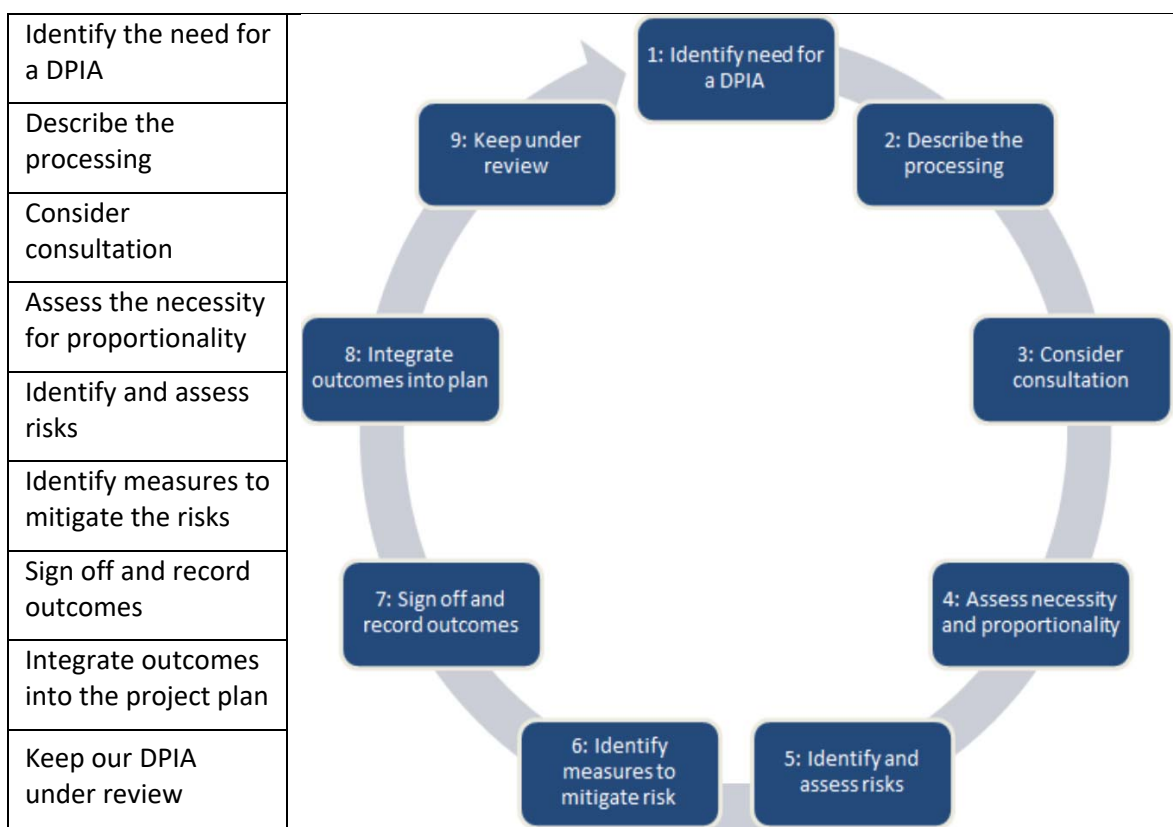 Identify the need for
a DPIA
Describe the
processing
Consider
consultation
Assess the necessity
for proportionality
Identify and assess
risks
Identify measures to
mitigate the risks
Sign off and record
outcomes
Integrate outcomes
into the project plan
Keep our DPIA
under review
1: Identify need for
a DPIA
2: Describe the
processing
3: Consider
consultation
4: Assess necessity
and proportionality
5: Identify and
assess risks
6: Identify
measures to
mitigate risk
7: Sign off and
record outcomes
8: Integrate
outcomes into plan
9: Keep under
review